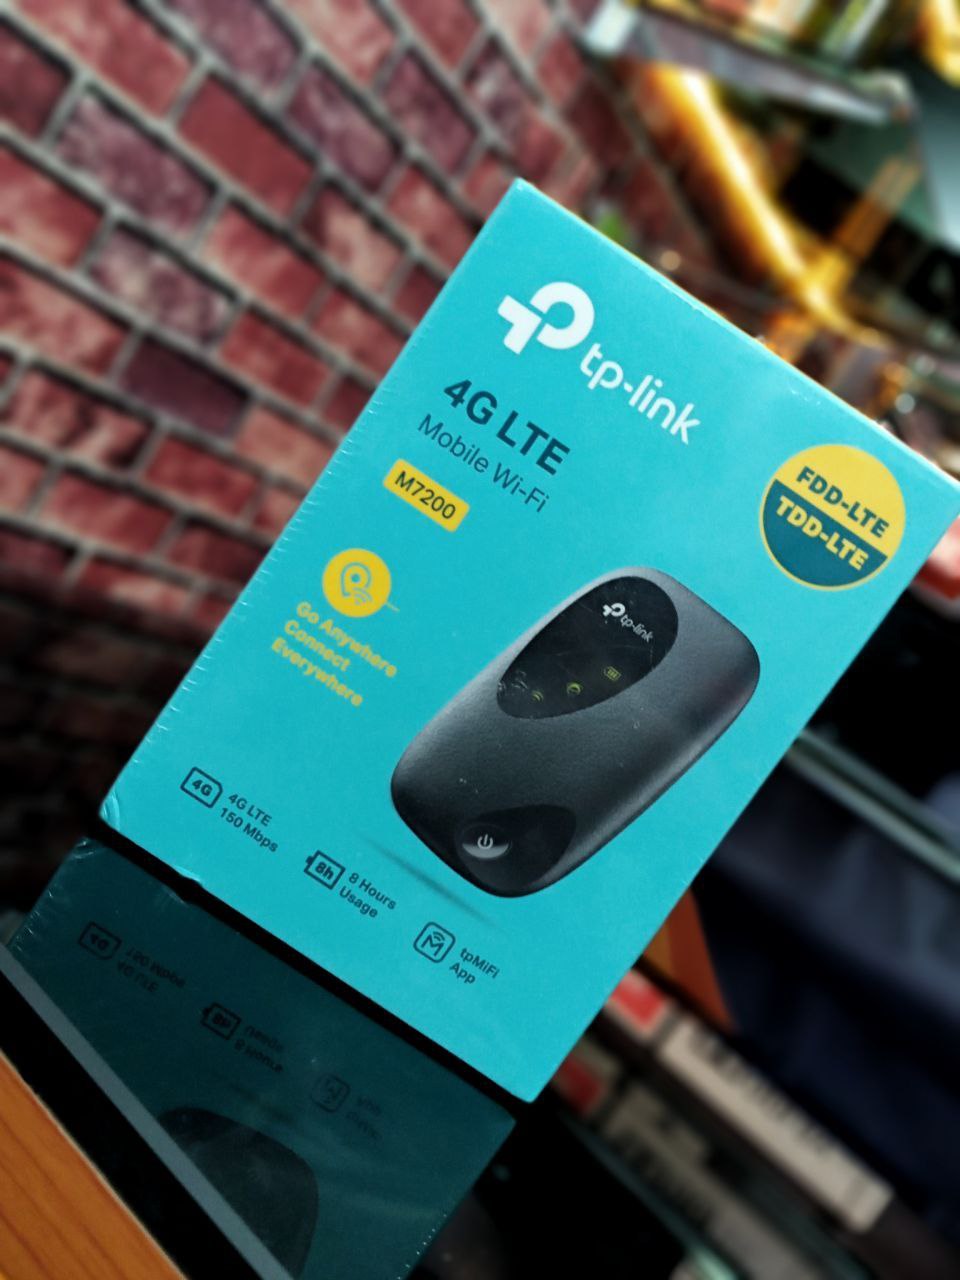 tp-link
4G LTE
Mobile Wi-Fi
M7200
FDD-LTE
TDD-LTE
Go Anywhere
Connect
Everywhere
tp-link
4G
4G LTE
150 Mbps
8h
8 Hours
Usage
tpMiFi
App